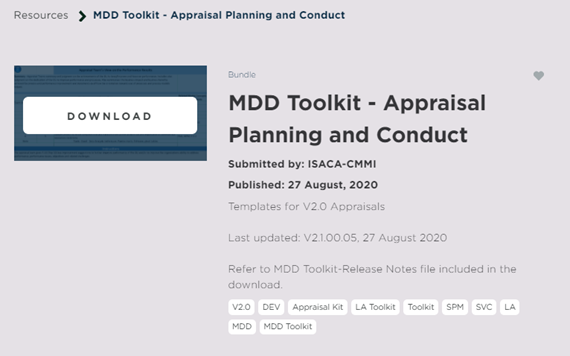 Resources > MDD Toolkit - Appraisal Planning and Conduct
DOWNLOAD
Bundle
MDD Toolkit - Appraisal
Planning and Conduct
Submitted by: ISACA-CMMI
Published: 27 August, 2020
Templates for V2.0 Appraisals
Last updated: V2.1.00.05, 27 August 2020
Refer to MDD Toolkit-Release Notes file included in the
download.
V2.0 DEV Appraisal Kit LA Toolkit Toolkit SPM SVC LA
MDD MDD Toolkit